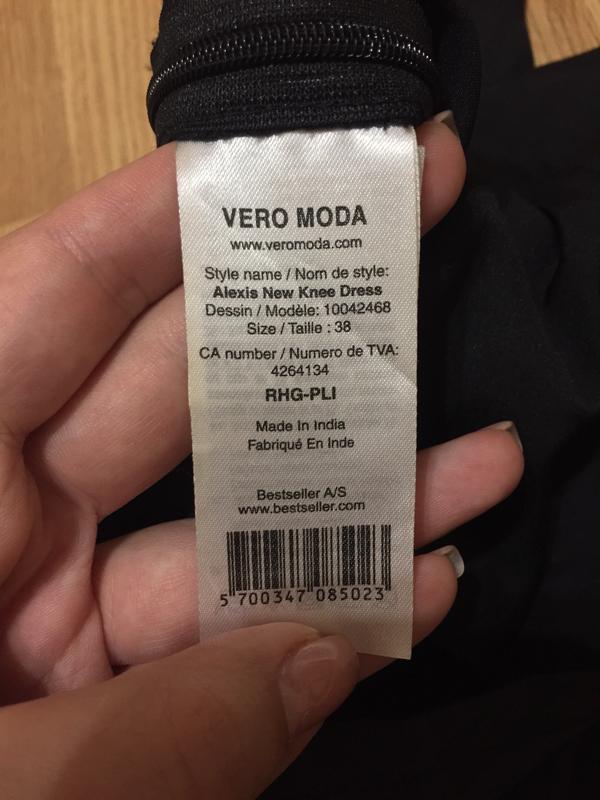 VERO MODA
www.veromoda.com
Style name / Nom de style:
Alexis New Knee Dress
Dessin / Modèle: 10042468
Size / Taille : 38
CA number / Numero de TVA:
4264134
RHG-PLI
Made In India
Fabriqué En Inde
Bestseller A/S
www.bestseller.com
5 700347 085023